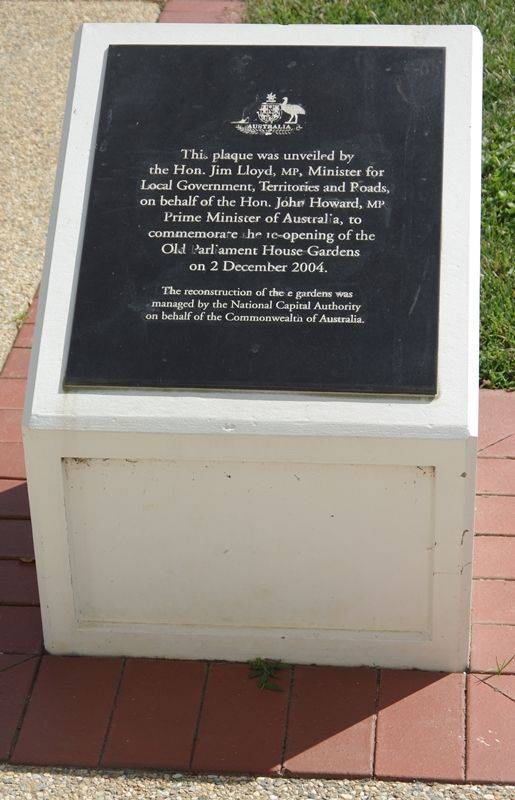 AUSTRALIA
This plaque was unveiled by
the Hon. Jim Lloyd, MP, Minister for
Local Government, Territories and Roads,
on behalf of the Hon. John Howard, MP
Prime Minister of Australia, to
commemorate the re-opening of the
Old Parliament House Gardens
on 2 December 2004.
The reconstruction of the e gardens was
managed by the National Capital Authority
on behalf of the Commonwealth of Australia.